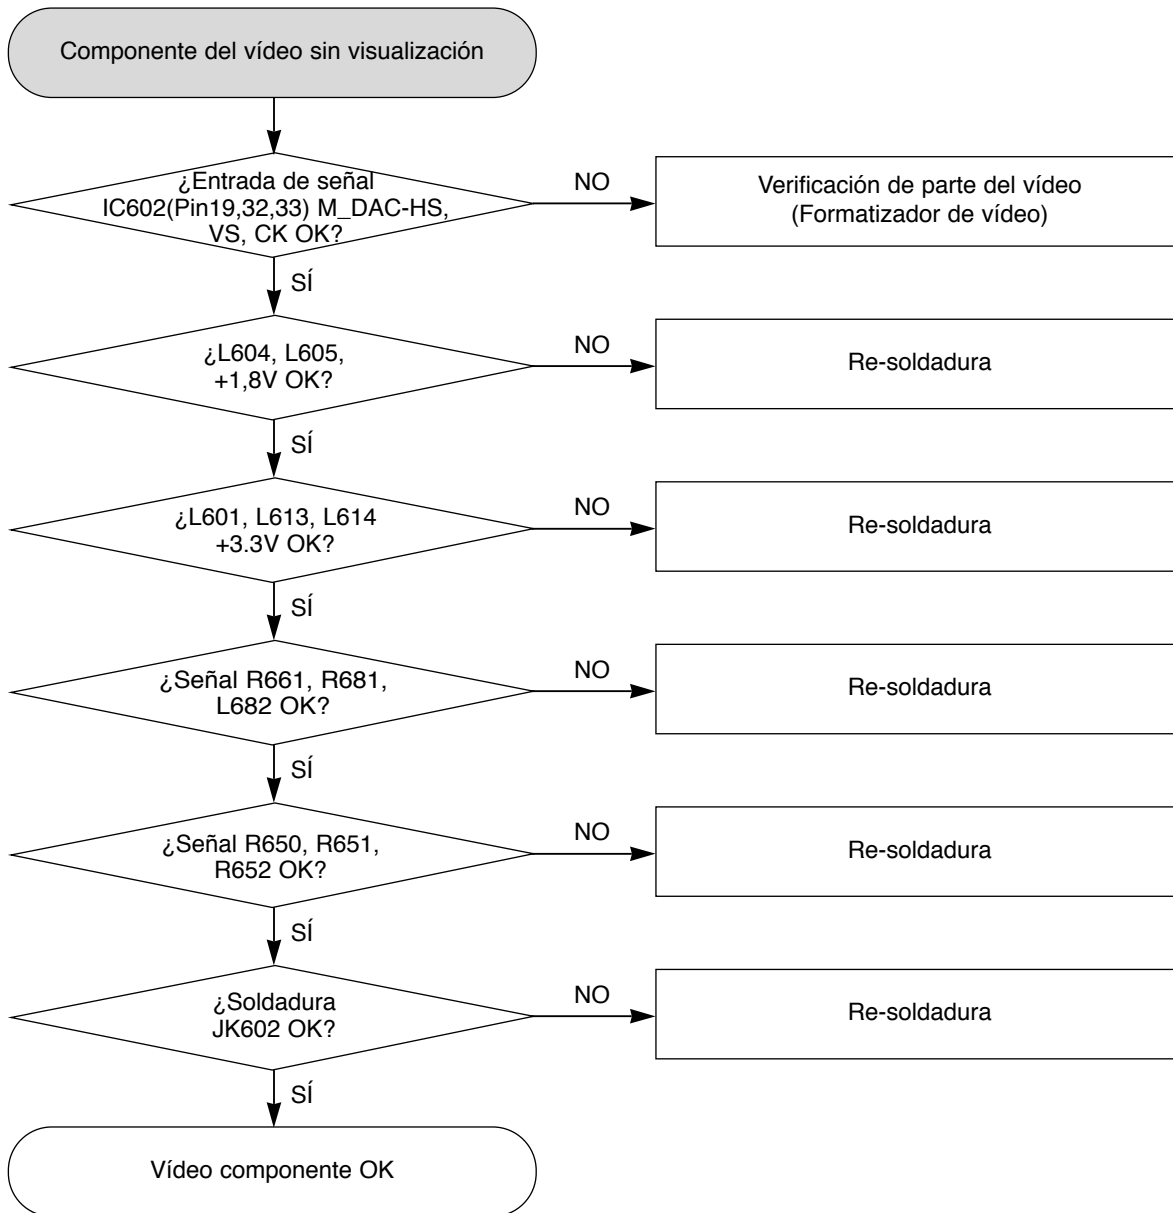 Componente del vídeo sin visualización
¿Entrada de señal
IC602(Pin19,32,33) M_DAC-HS,
VS, CK OK?
NO
Verificación de parte del vídeo
(Formatizador de vídeo)
SÍ
¿L604, L605,
+1,8V OK?
NO
Re-soldadura
SÍ
¿L601, L613, L614
+3.3V OK?
NO
Re-soldadura
SÍ
¿Señal R661, R681,
L682 OK?
NO
Re-soldadura
SÍ
¿Señal R650, R651,
R652 OK?
NO
Re-soldadura
SÍ
¿Soldadura
JK602 OK?
NO
Re-soldadura
SÍ
Vídeo componente OK